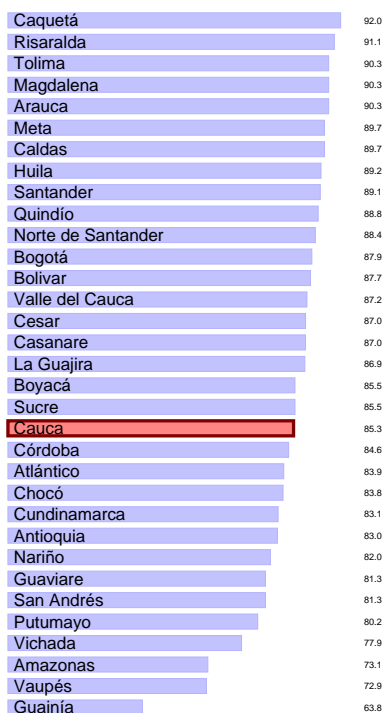 Caquetá 92.0
Risaralda 91.1
Tolima 90.3
Magdalena 90.3
Arauca 90.3
Meta 89.7
Caldas 89.7
Huila 89.2
Santander 89.1
Quindío 88.8
Norte de Santander 88.4
Bogotá 87.9
Bolivar 87.7
Valle del Cauca 87.2
Cesar 87.0
Casanare 87.0
La Guajira 86.9
Boyacá 85.5
Sucre 85.5
Cauca 85.3
Córdoba 84.6
Atlántico 83.9
Chocó 83.8
Cundinamarca 83.1
Antioquia 83.0
Nariño 82.0
Guaviare 81.3
San Andrés 81.3
Putumayo 80.2
Vichada 77.9
Amazonas 73.1
Vaupés 72.9
Guainía 63.8